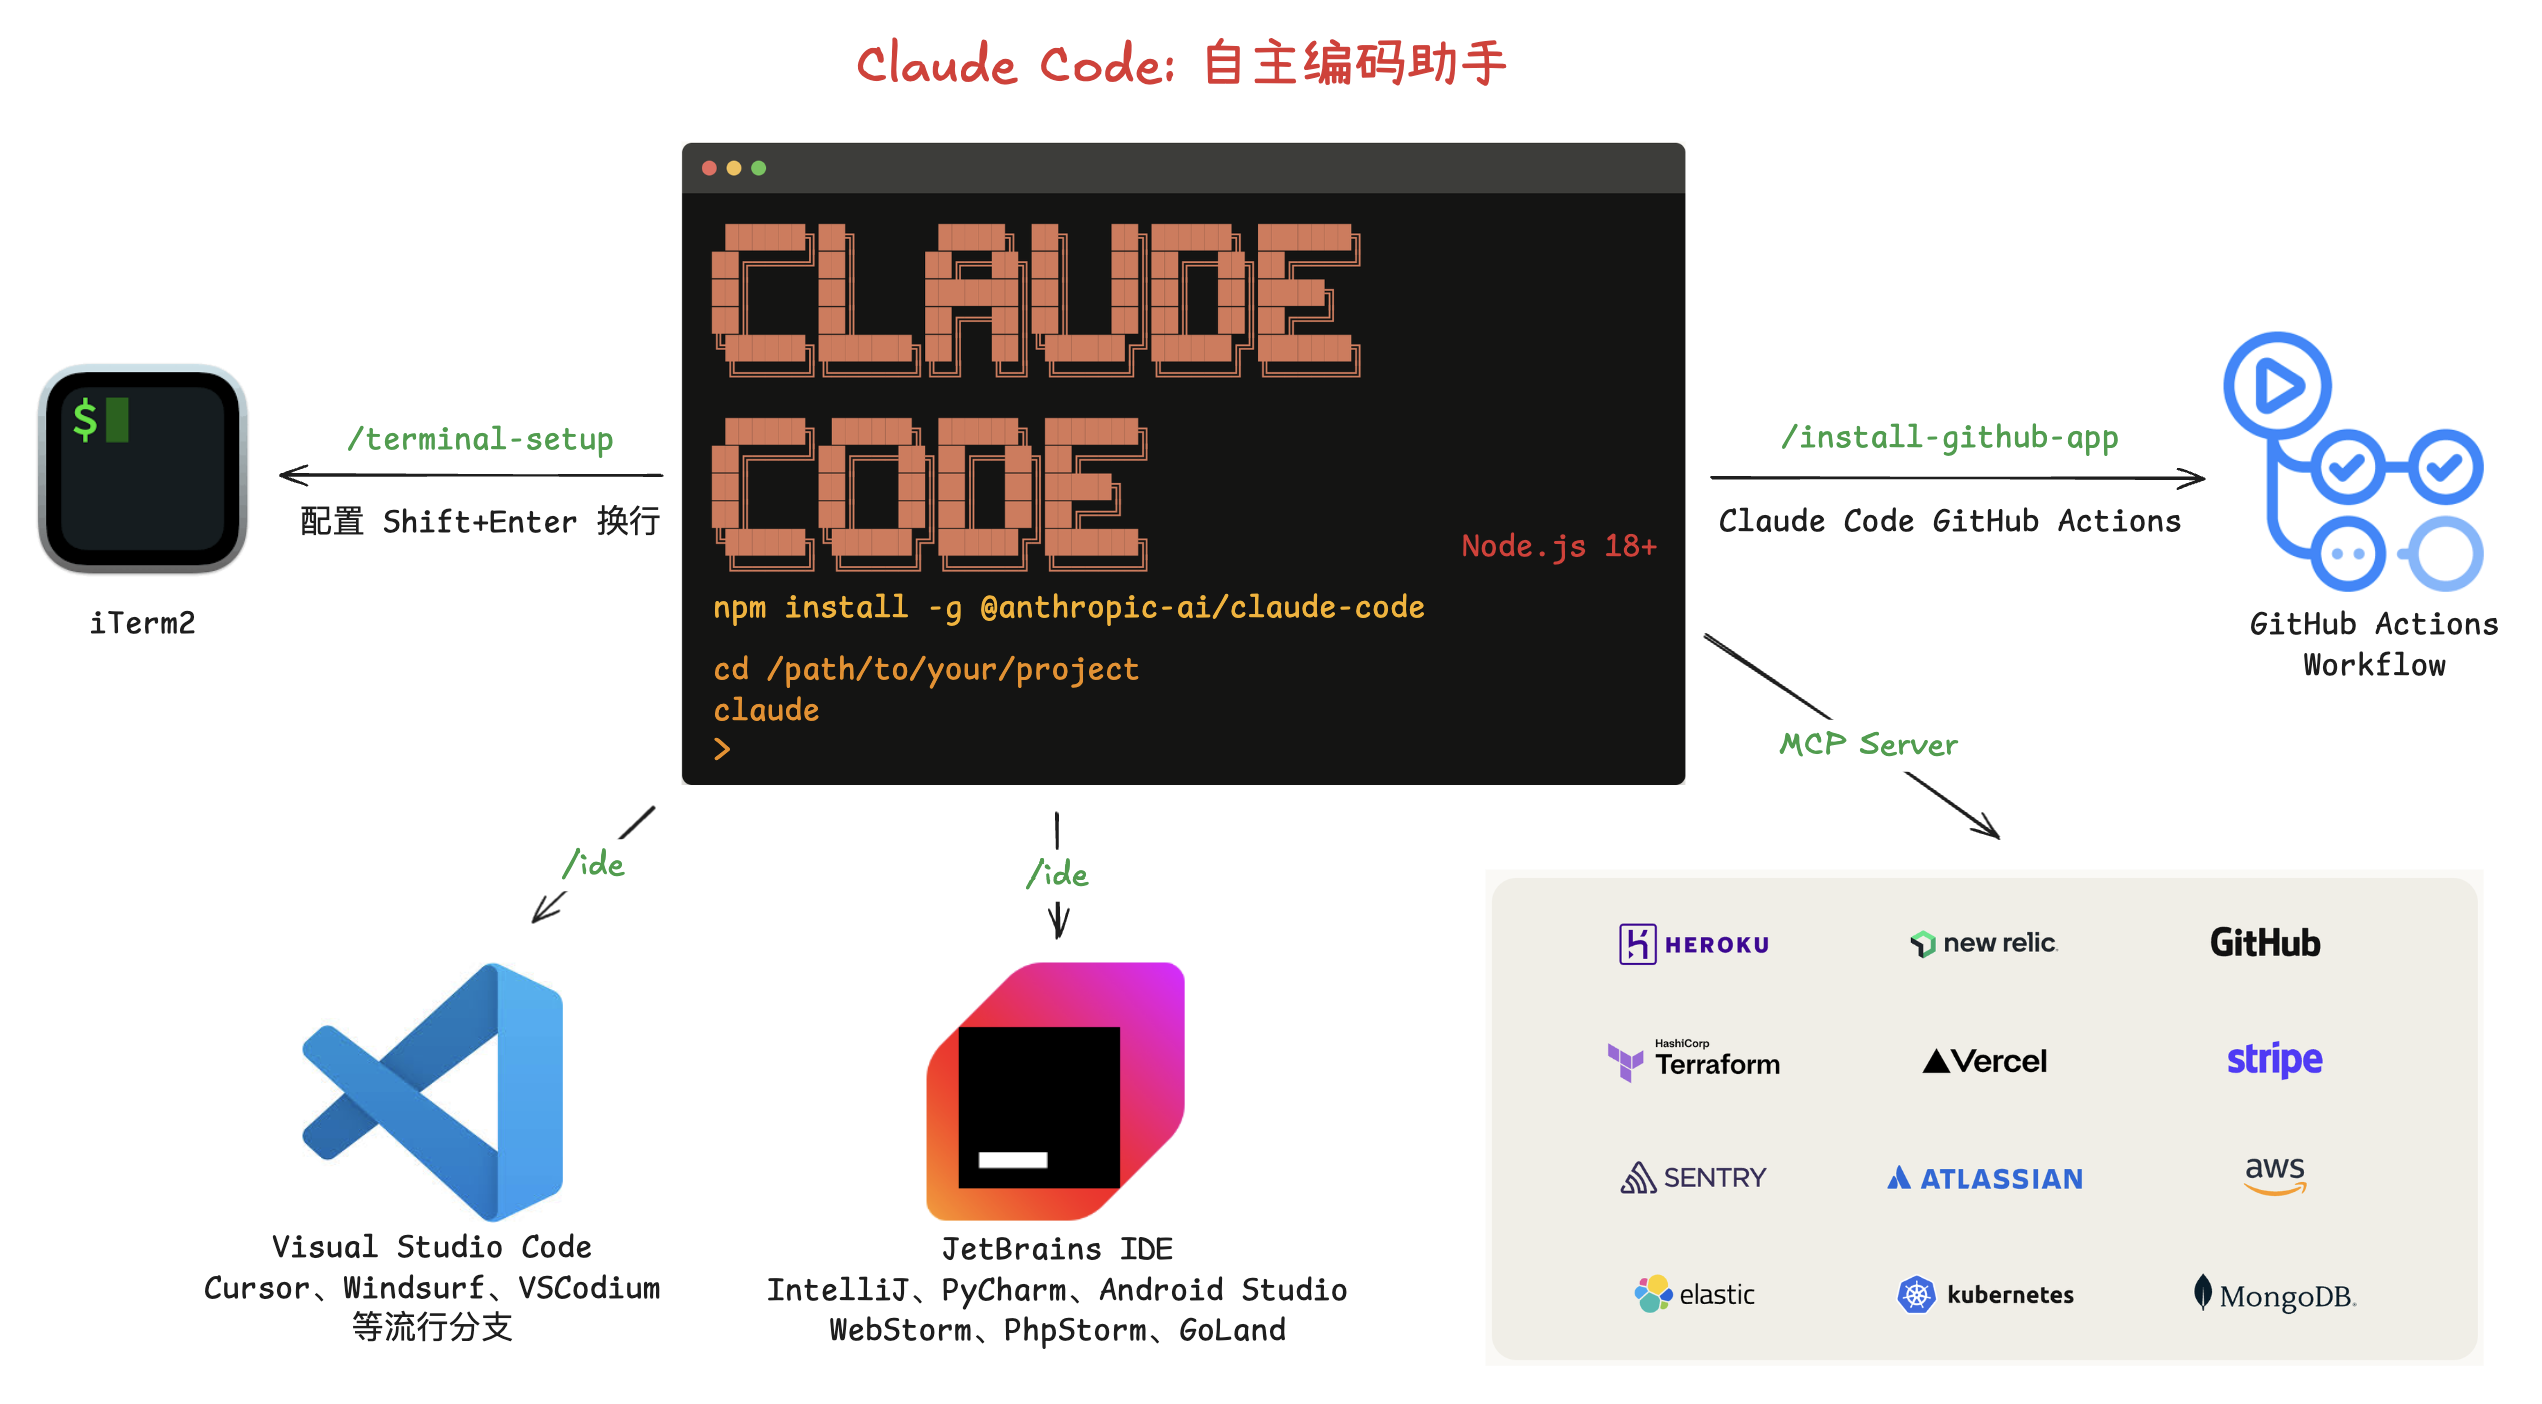 Claude Code: 自主编码助手
CLAUDE
CODE
Node.js 18+
npm install -g @anthropic-ai/claude-code
cd /path/to/your/project
claude
>
$
/terminal-setup
配置 Shift+Enter 换行
iTerm2
/install-github-app
Claude Code GitHub Actions
GitHub Actions
Workflow
MCP Server
/ide
/ide
Visual Studio Code
Cursor、Windsurf、VSCodium
等流行分支
JetBrains IDE
IntelliJ、PyCharm、Android Studio
WebStorm、PhpStorm、GoLand
HEROKU
new relic
GitHub
HashiCorp
Terraform
Vercel
stripe
SENTRY
ATLASSIAN
aws
elastic
kubernetes
MongoDB®